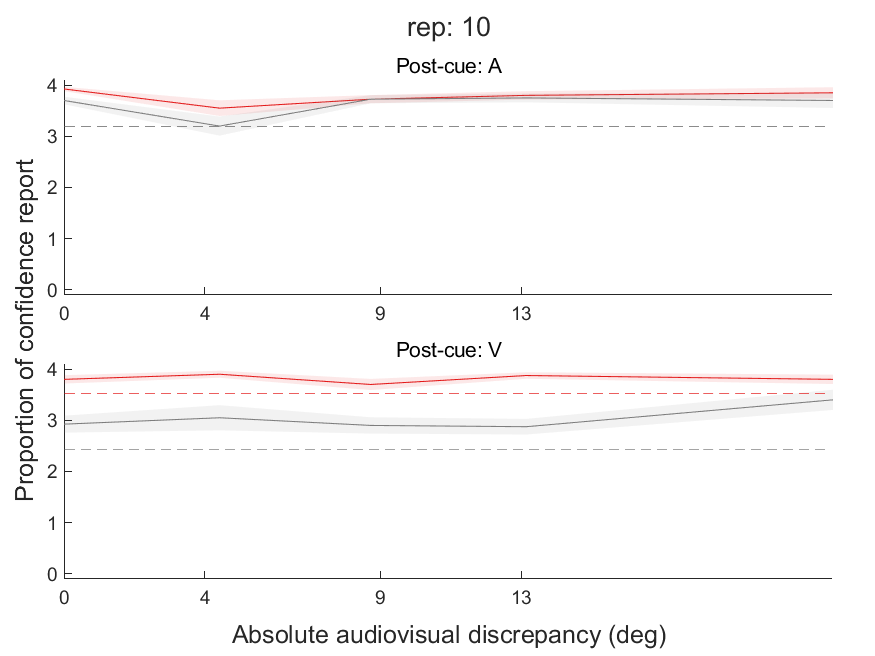 rep: 10
Post-cue: A
4
3
2
1
0
0 4 9 13
Proportion of confidence report
Post-cue: V
4
3
2
1
0
0 4 9 13
Absolute audiovisual discrepancy (deg)